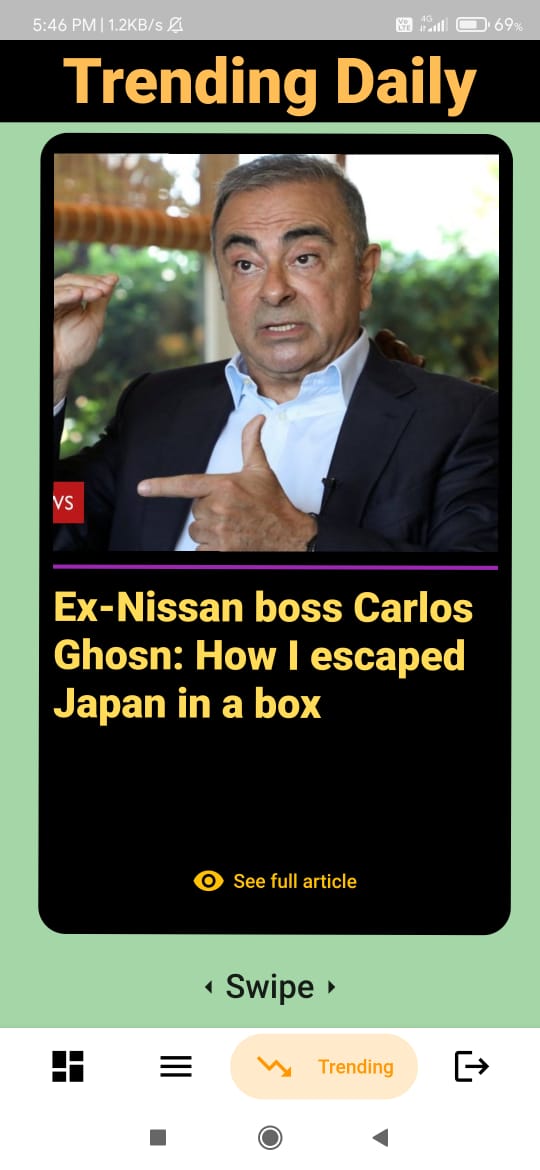 5:46 PM | 1.2KB/s
Vo LTE 4G 69%
Trending Daily
VS
Ex-Nissan boss Carlos
Ghosn: How I escaped
Japan in a box
See full article
Swipe
Trending